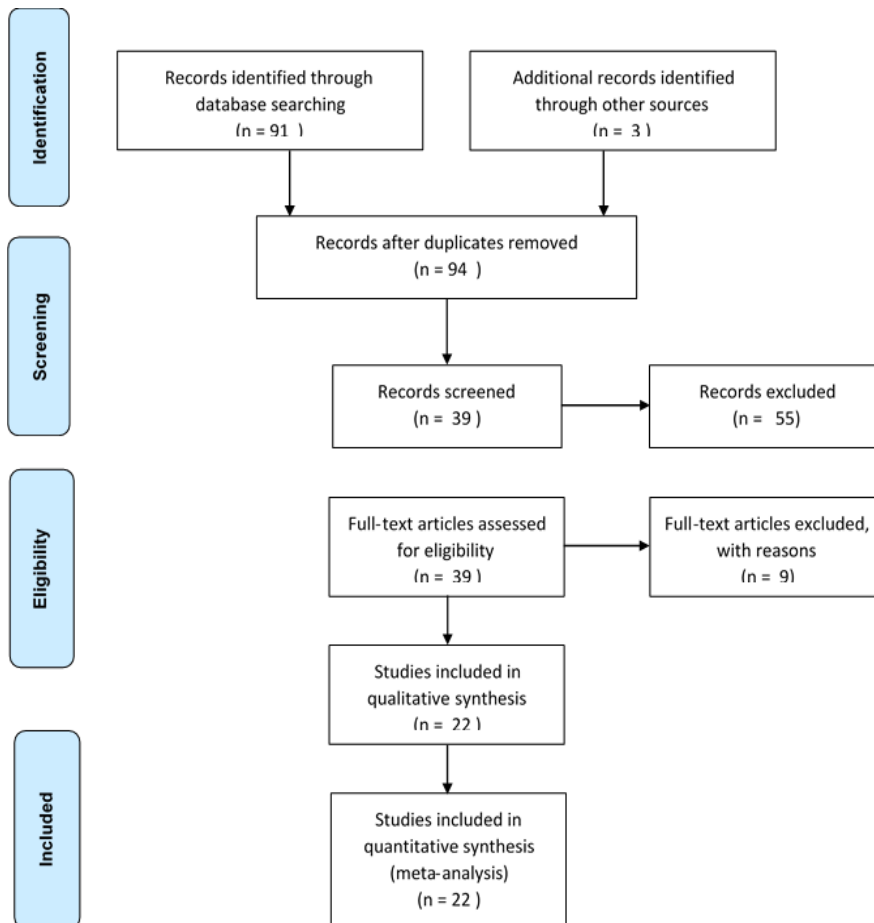 Identification
Records identified through
database searching
(n = 91 )
Additional records identified
through other sources
(n = 3 )
Records after duplicates removed
(n = 94 )
Screening
Records screened
(n = 39 )
Records excluded
(n = 55)
Eligibility
Full-text articles assessed
for eligibility
(n = 39 )
Full-text articles excluded,
with reasons
(n = 9)
Studies included in
qualitative synthesis
(n = 22 )
Included
Studies included in
quantitative synthesis
(meta-analysis)
(n = 22 )